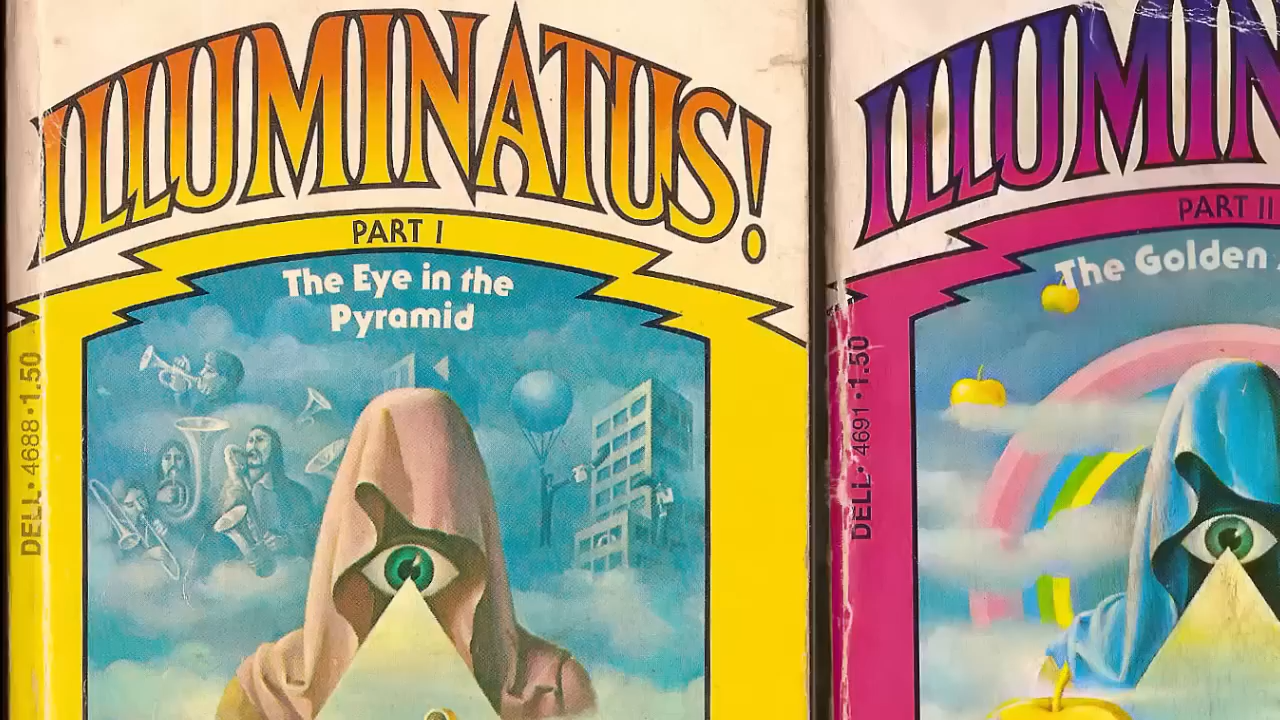 ILLUMINATUS!
PART I
The Eye in the
Pyramid
DELL • 4688 • 1.50
ILLUMIN
PART II
The Golden
DELL • 4691 • 1.50